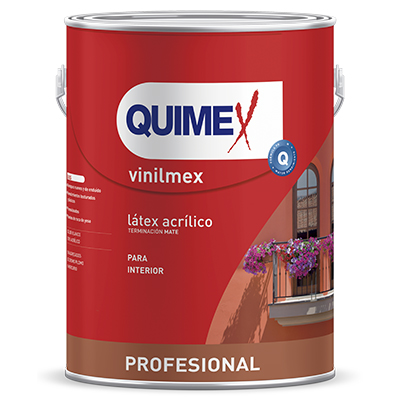 QUIMEX
vinilmex
Q
látex acrílico
TERMINACIÓN MATE
PARA
INTERIOR
PROFESIONAL